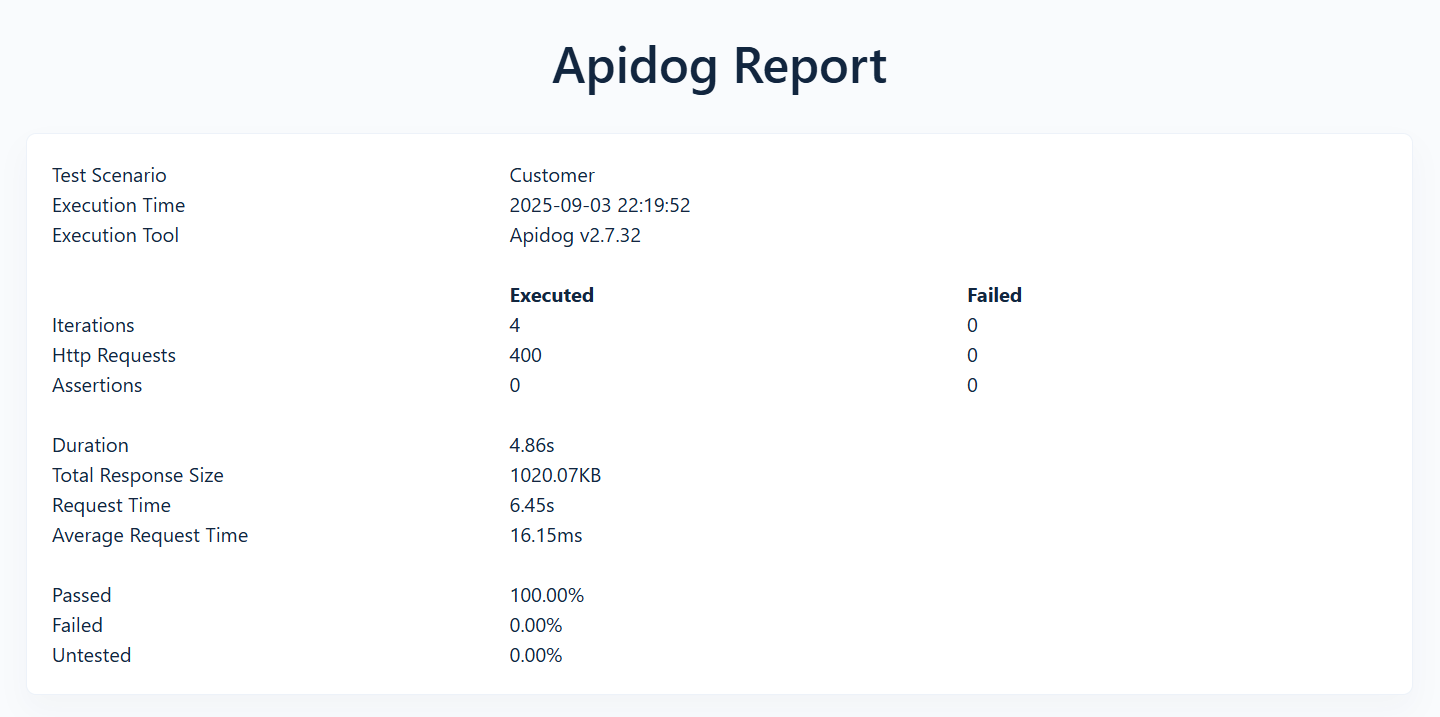 Apidog Report
Test Scenario Customer
Execution Time 2025-09-03 22:19:52
Execution Tool Apidog v2.7.32
Executed Failed
Iterations 4 0
Http Requests 400 0
Assertions 0 0
Duration 4.86s
Total Response Size 1020.07KB
Request Time 6.45s
Average Request Time 16.15ms
Passed 100.00%
Failed 0.00%
Untested 0.00%